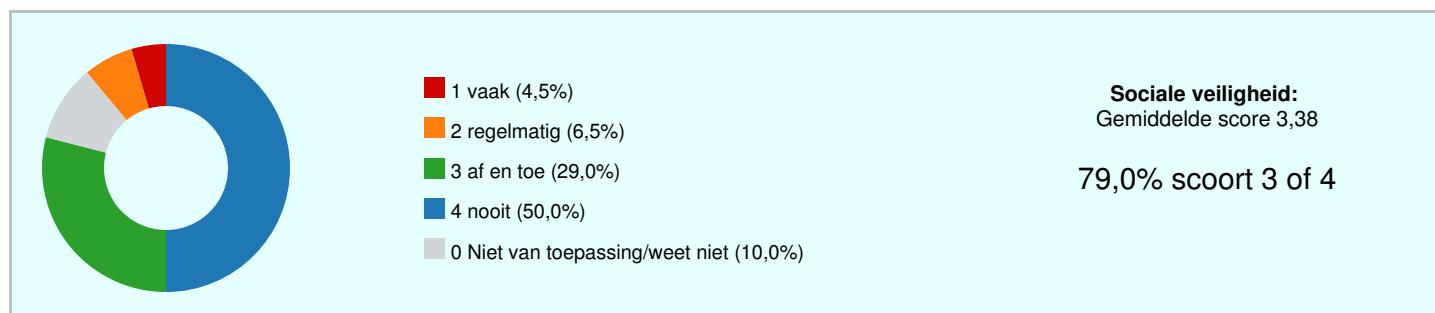 1 vaak (4,5%)
2 regelmatig (6,5%)
3 af en toe (29,0%)
4 nooit (50,0%)
0 Niet van toepassing/weet niet (10,0%)
Sociale veiligheid:
Gemiddelde score 3,38
79,0% scoort 3 of 4